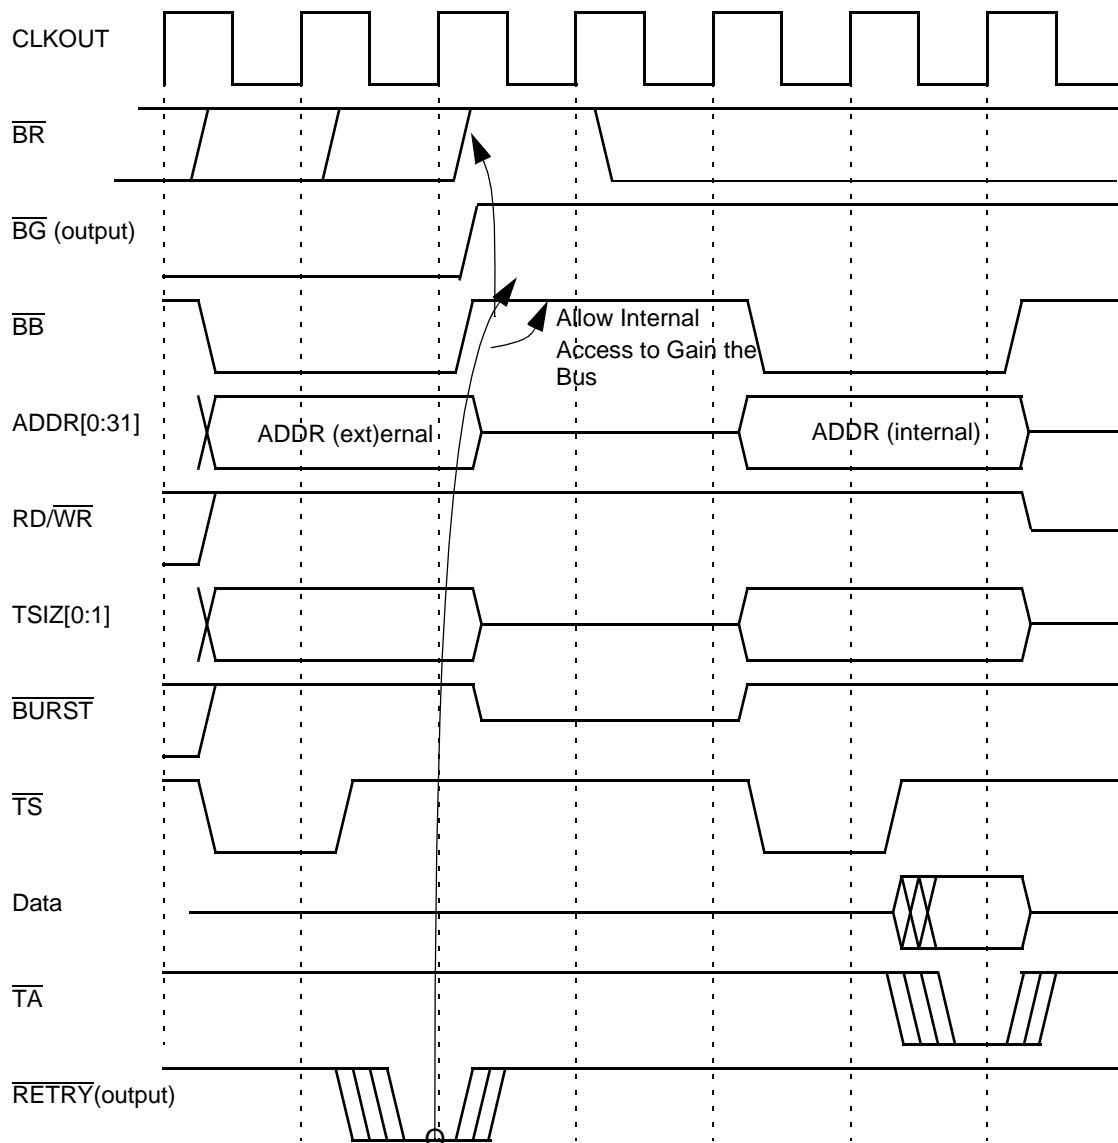 CLKOUT
BR
BG (output)
BB
Allow Internal
Access to Gain the
Bus
ADDR[0:31]
ADDR (ext)ernal
ADDR (internal)
RD/WR
TSIZ[0:1]
BURST
TS
Data
TA
RETRY(output)